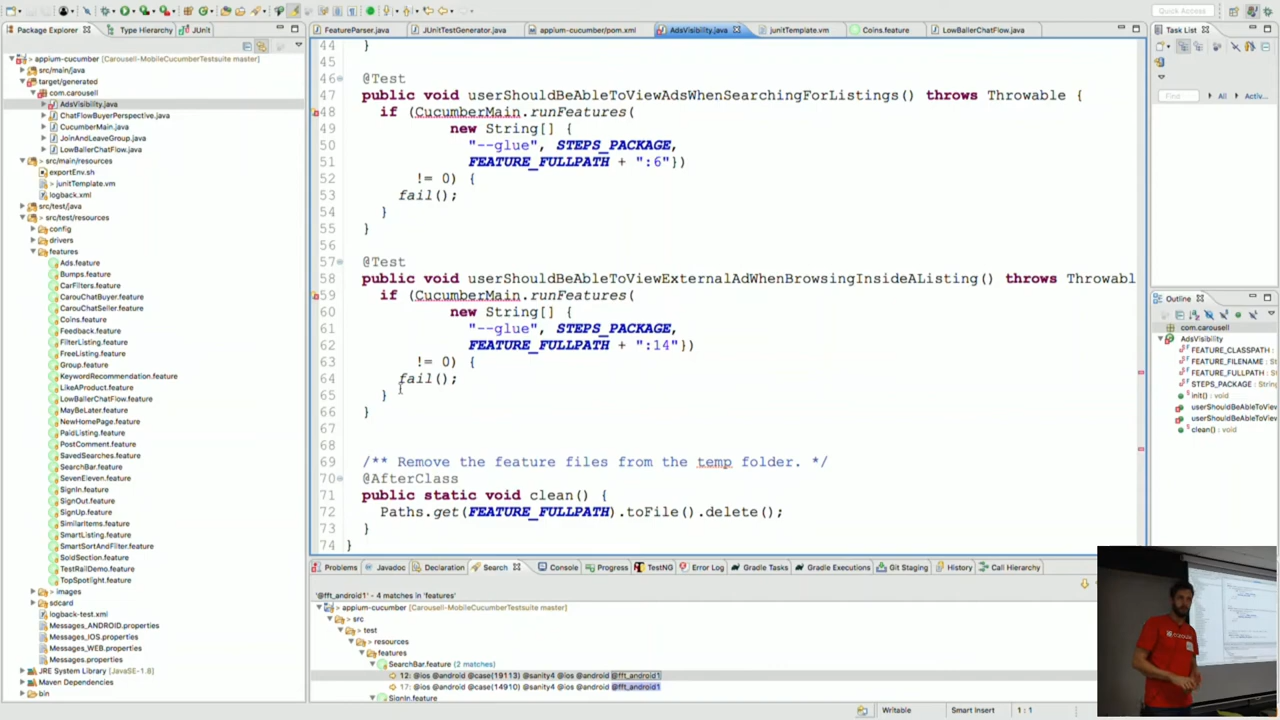 Quick Access
Package Explorer
Type Hierarchy
JUnit
appium-cucumber (Carousell-MobileCucumberTestsuite master)
src/main/java
target/generated
com.carousell
AdsVisibility.java
ChatFlowBuyerPerspective.java
CucumberMain.java
JoinAndLeaveGroup.java
LowBallerChatFlow.java
src/main/resources
exportEnv.sh
junitTemplate.vm
logback.xml
src/test/java
src/test/resources
config
drivers
features
Ads.feature
Bumps.feature
CarFilters.feature
CarouChatBuyer.feature
CarouChatSeller.feature
Coins.feature
Feedback.feature
FilterListing.feature
FreeListing.feature
Group.feature
KeywordRecommendation.feature
LikeAProduct.feature
LowBallerChatFlow.feature
MayBeLater.feature
NewHomePage.feature
PaidListing.feature
PostComment.feature
SavedSearches.feature
SearchBar.feature
SevenEleven.feature
SignIn.feature
SignOut.feature
SignUp.feature
SimilarItems.feature
SmartListing.feature
SmartSortAndFilter.feature
SoldSection.feature
TestRailDemo.feature
TopSpotlight.feature
images
sdcard
logback-test.xml
Messages_ANDROID.properties
Messages_IOS.properties
Messages_WEB.properties
Messages.properties
JRE System Library [JavaSE-1.8]
Maven Dependencies
bin
FeatureParser.java
JUnitTestGenerator.java
appium-cucumber/pom.xml
AdsVisibility.java
junitTemplate.vm
Coins.feature
LowBallerChatFlow.java
44 }
45
46 @Test
47 public void userShouldBeAbleToViewAdsWhenSearchingForListings() throws Throwable {
48 if (CucumberMain.runFeatures(
49 new String[] {
50 "--glue", STEPS_PACKAGE,
51 FEATURE_FULLPATH + ":6"})
52 != 0) {
53 fail();
54 }
55 }
56
57 @Test
58 public void userShouldBeAbleToViewExternalAdWhenBrowsingInsideAListing() throws Throwabl
59 if (CucumberMain.runFeatures(
60 new String[] {
61 "--glue", STEPS_PACKAGE,
62 FEATURE_FULLPATH + ":14"})
63 != 0) {
64 fail();
65 }
66 }
67
68
69 /** Remove the feature files from the temp folder. */
70 @AfterClass
71 public static void clean() {
72 Paths.get(FEATURE_FULLPATH).toFile().delete();
73 }
74 }
Problems
Javadoc
Declaration
Search
Console
Progress
TestNG
Error Log
Gradle Tasks
Gradle Executions
Git Staging
History
Call Hierarchy
'@fft_android1' - 4 matches in 'features'
appium-cucumber (Carousell-MobileCucumberTestsuite master)
src
test
resources
features
SearchBar.feature (2 matches)
12: @ios @android @case(19113) @sanity4 @ios @android @fft_android1
17: @ios @android @case(14910) @sanity4 @ios @android @fft_android1
SignIn.feature
Task List
Find
All
Activ...
Outline
com.carousell
AdsVisibility
FEATURE_CLASSPATH :
FEATURE_FILENAME :
FEATURE_FULLPATH :
STEPS_PACKAGE : String
init() : void
userShouldBeAbleToView
userShouldBeAbleToView
clean() : void
Writable
Smart Insert
1 : 1